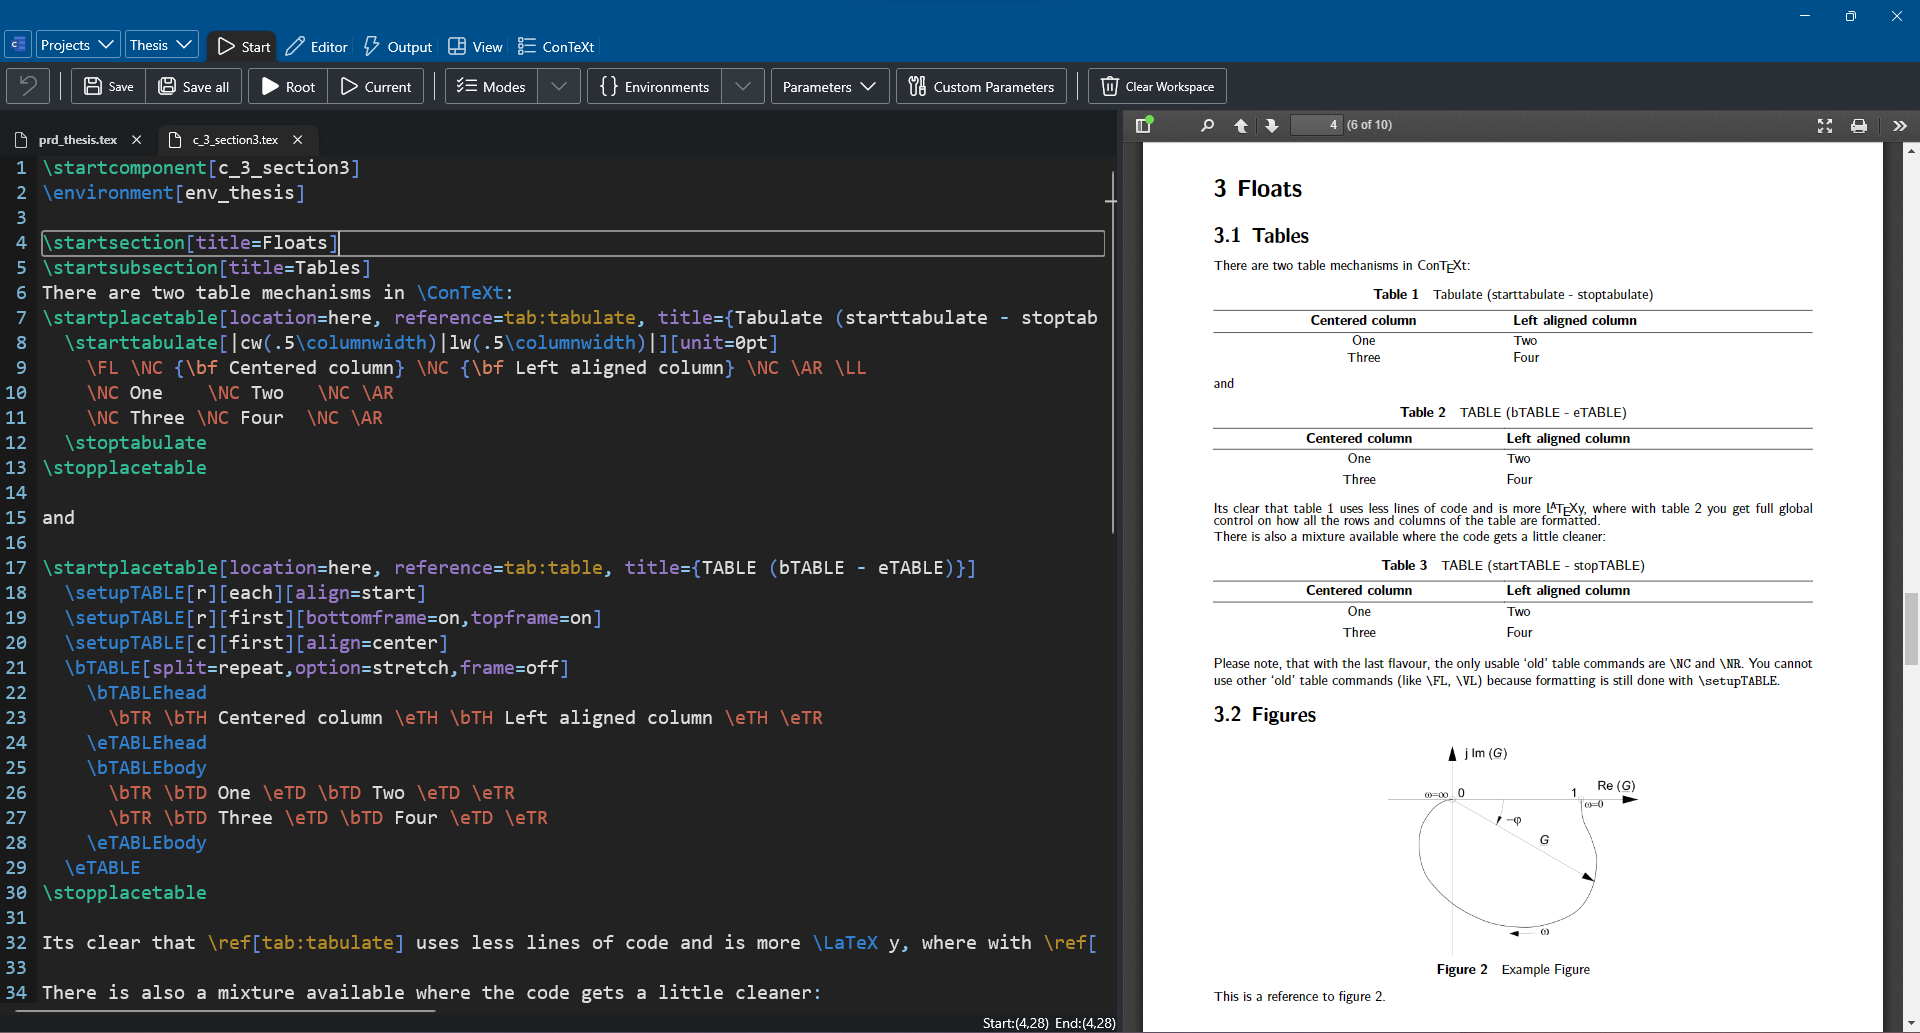 Projects Thesis Start Editor Output View ConTeXt
Save Save all Root Current Modes {} Environments Parameters Custom Parameters Clear Workspace
prd_thesis.tex c_3_section3.tex
1 \startcomponent[c_3_section3]
2 \environment[env_thesis]
3
4 \startsection[title=Floats]
5 \startsubsection[title=Tables]
6 There are two table mechanisms in \ConTeXt:
7 \startplacetable[location=here, reference=tab:tabulate, title={Tabulate (starttabulate - stoptab
8 \starttabulate[|cw(.5\columnwidth)|lw(.5\columnwidth)|][unit=0pt]
9 \FL \NC {\bf Centered column} \NC {\bf Left aligned column} \NC \AR \LL
10 \NC One \NC Two \NC \AR
11 \NC Three \NC Four \NC \AR
12 \stoptabulate
13 \stopplacetable
14
15 and
16
17 \startplacetable[location=here, reference=tab:table, title={TABLE (bTABLE - eTABLE)}]
18 \setupTABLE[r][each][align=start]
19 \setupTABLE[r][first][bottomframe=on,topframe=on]
20 \setupTABLE[c][first][align=center]
21 \bTABLE[split=repeat,option=stretch,frame=off]
22 \bTABLEhead
23 \bTR \bTH Centered column \eTH \bTH Left aligned column \eTH \eTR
24 \eTABLEhead
25 \bTABLEbody
26 \bTR \bTD One \eTD \bTD Two \eTD \eTR
27 \bTR \bTD Three \eTD \bTD Four \eTD \eTR
28 \eTABLEbody
29 \eTABLE
30 \stopplacetable
31
32 Its clear that \ref[tab:tabulate] uses less lines of code and is more \LaTeX y, where with \ref[
33
34 There is also a mixture available where the code gets a little cleaner:
Start:(4,28) End:(4,28)
4 (6 of 10)
3 Floats
3.1 Tables
There are two table mechanisms in ConTEXt:
Table 1 Tabulate (starttabulate - stoptabulate)
Centered column Left aligned column
One Two
Three Four
and
Table 2 TABLE (bTABLE - eTABLE)
Centered column Left aligned column
One Two
Three Four
Its clear that table 1 uses less lines of code and is more LATEXy, where with table 2 you get full global
control on how all the rows and columns of the table are formatted.
There is also a mixture available where the code gets a little cleaner:
Table 3 TABLE (startTABLE - stopTABLE)
Centered column Left aligned column
One Two
Three Four
Please note, that with the last flavour, the only usable ‘old’ table commands are \NC and \NR. You cannot
use other ‘old’ table commands (like \FL, \VL) because formatting is still done with \setupTABLE.
3.2 Figures
j Im (G)
Re (G)
ω=∞ 0 1 ω=0
−φ
G
ω
Figure 2 Example Figure
This is a reference to figure 2.